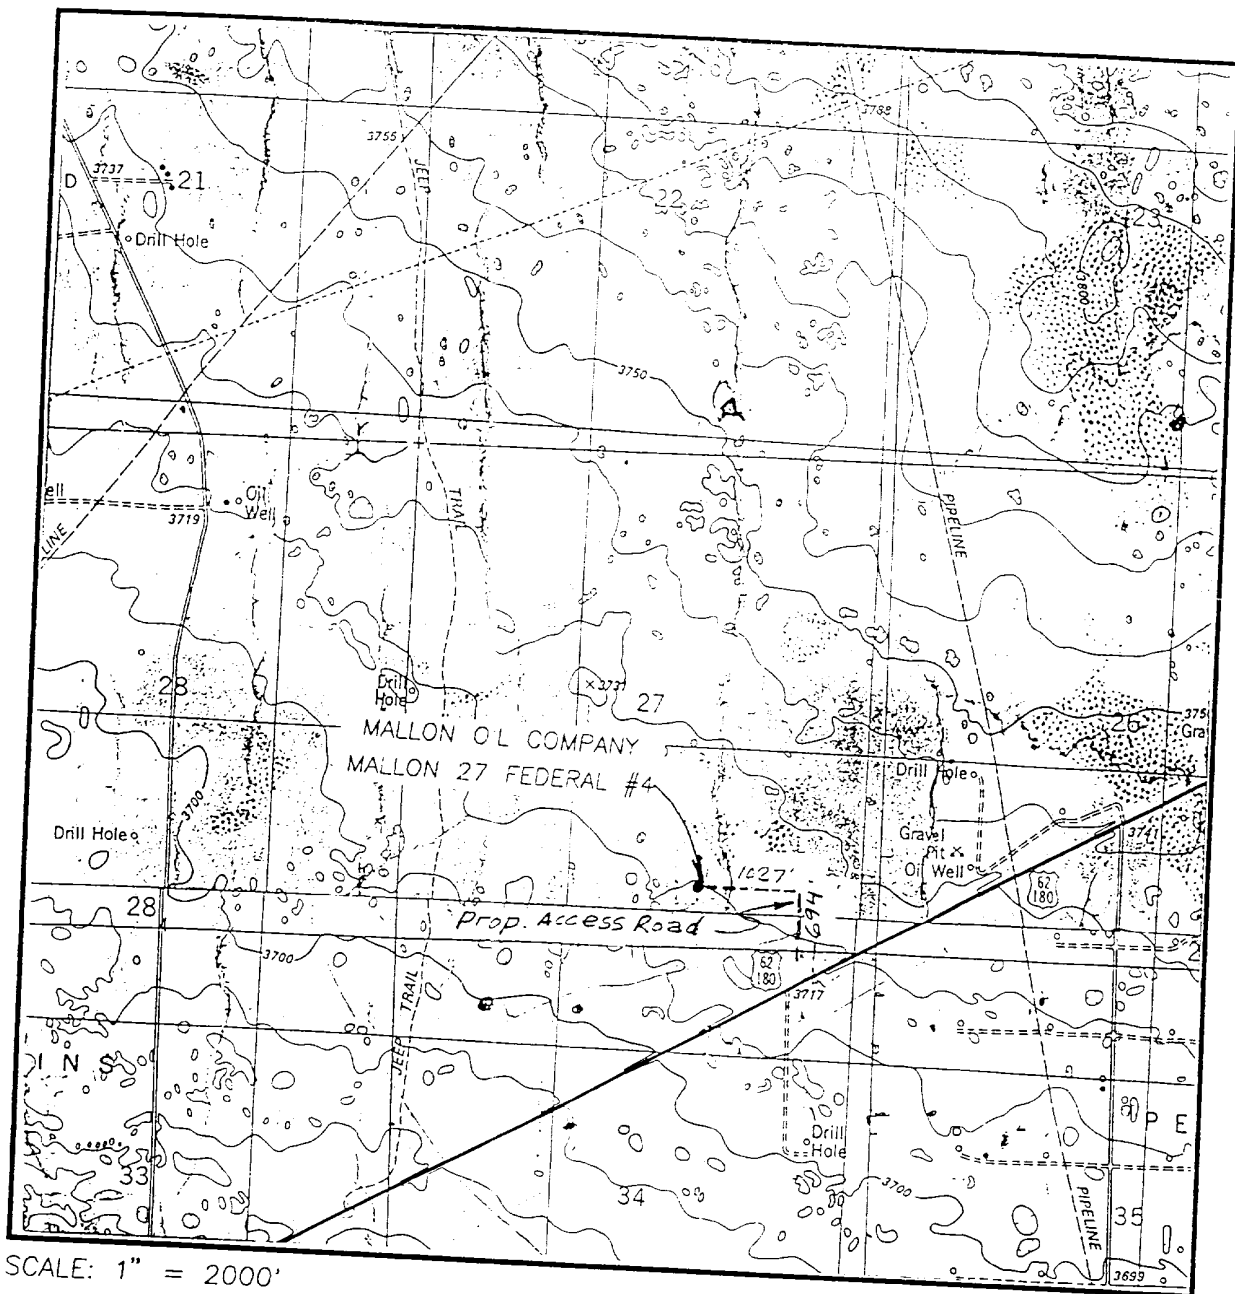 3788
3755
JEEP
3737
D
21
22
23
Drill Hole
3800
3750
TRAIL
PIPELINE
Oil
Well
ell
3719
LINE
28
Drill
Hole
×3731
27
26
375
Gra
MALLON O L COMPANY
MALLON 27 FEDERAL #4
Drill Hole
3700
Drill Hole
Gravel
Pit ×
Oil Well
3741
62
180
28
Prop. Access Road
694'
3700
62
180
3717
TRAIL
JEEP
I N S
P E
Drill
Hole
33
34
3700
PIPELINE
35
3699
SCALE: 1" = 2000'